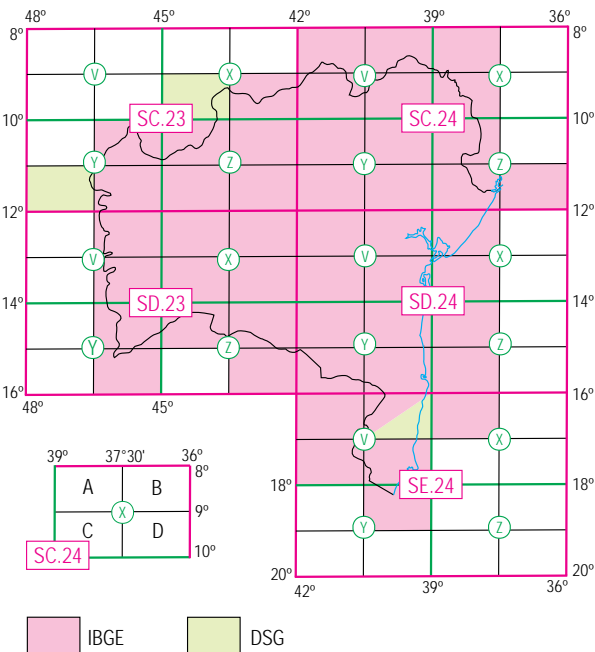 48º 45º 42º 39º 36º
8º 8º
V X V X
10º SC.23 SC.24 10º
Y Z Y Z
12º 12º
V X V X
14º SD.23 SD.24 14º
Y Z Y Z
16º 16º
48º 45º
V X
39º 37º30' 36º
8º
A B
18º SE.24 18º
X 9º
C D
Y Z
SC.24 10º
20º 20º
42º 39º 36º
IBGE DSG